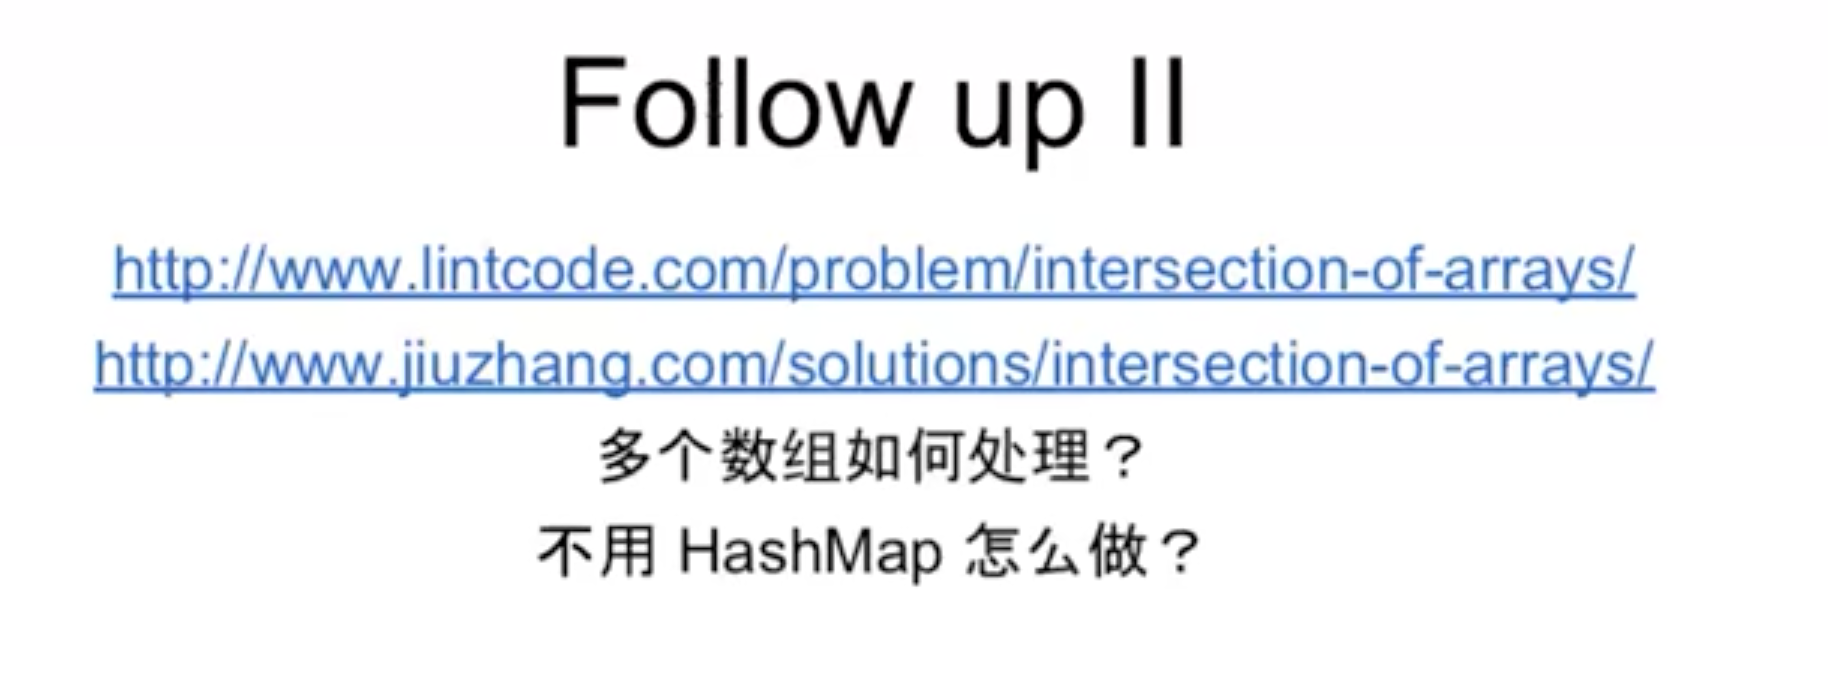 Follow up II
http://www.lintcode.com/problem/intersection-of-arrays/
http://www.jiuzhang.com/solutions/intersection-of-arrays/
多个数组如何处理？
不用 HashMap 怎么做？